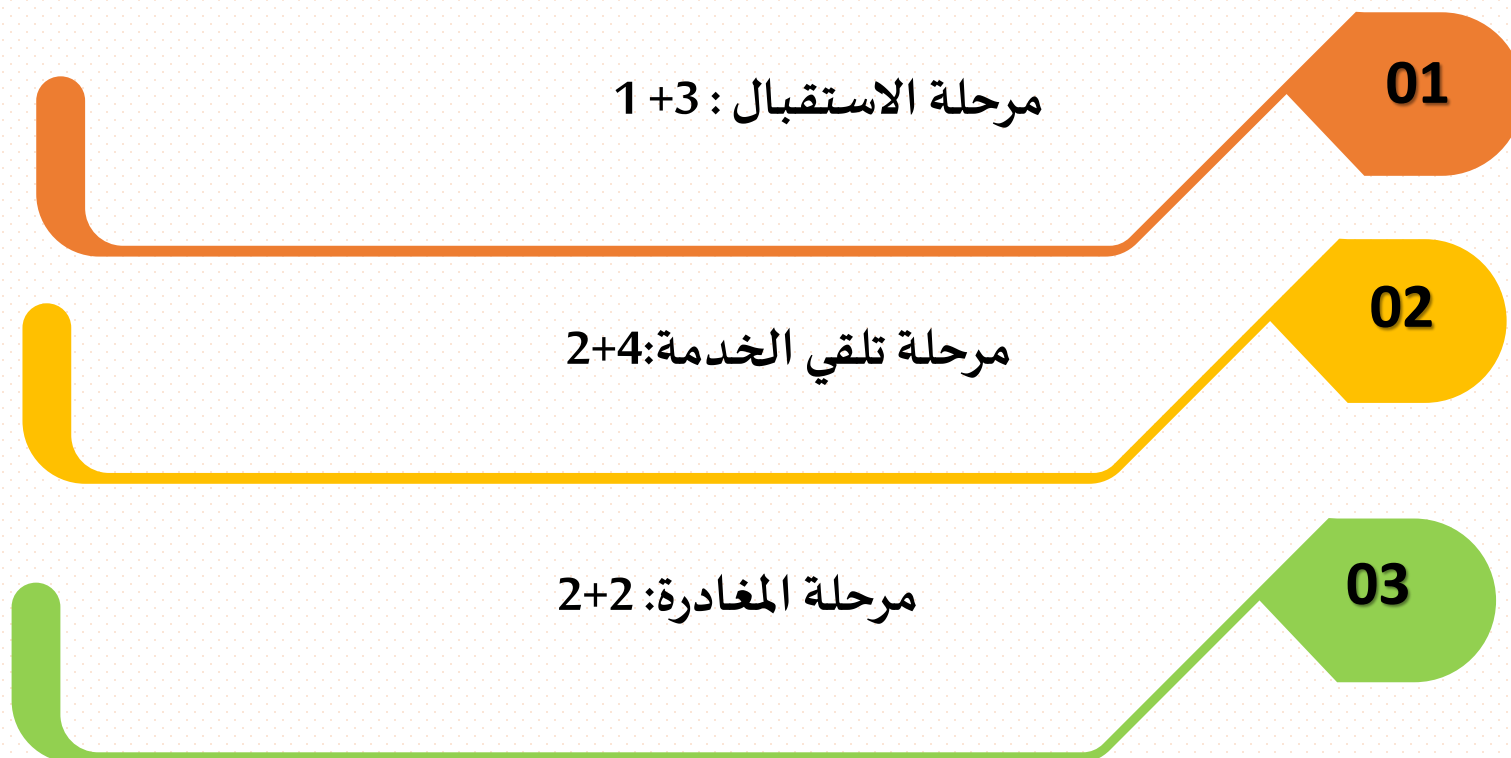 01
مرحلة الاستقبال : 3+ 1
02
مرحلة تلقي الخدمة:4+2
03
مرحلة المغادرة: 2+2